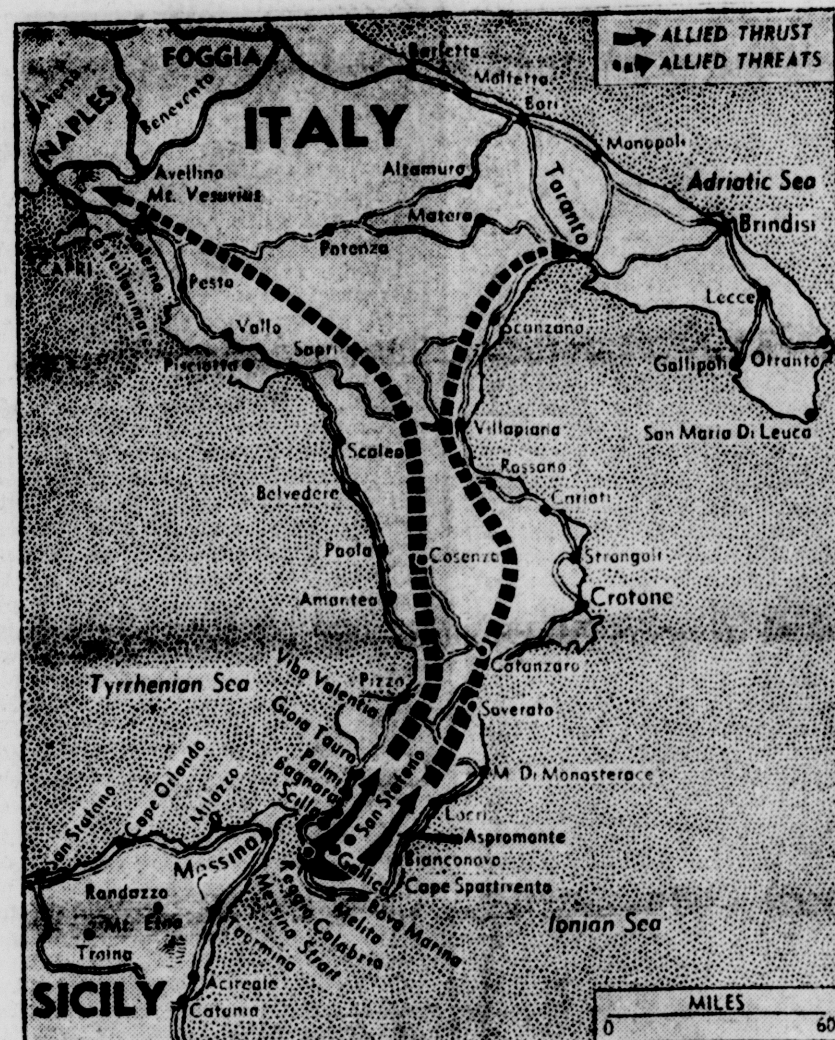 ALLIED THRUST
ALLIED THREATS
FOGGIA
Barletta
Molfetta
Bari
ITALY
NAPLES
Benevento
Monopoli
Avellino
Mt. Vesuvius
Altamura
Taranto
Adriatic Sea
Matera
Brindisi
CAPRI
Salerno
Potenza
Pesto
Lecce
Scanzano
Vallo
Sapri
Pisciotta
Gallipoli
Otranto
Villapiana
San Maria Di Leuca
Scalea
Rossano
Belvedere
Cariati
Paola
Cosenza
Strongoli
Amantea
Crotone
Catanzaro
Tyrrhenian Sea
Vibo Valentia
Pizzo
Soverato
Gioia Tauro
Palmi
Bagnara
Scilla
San Stefano
M. Di Monasterace
San Stefano
Cape Orlando
Milazzo
Locri
Aspromonte
Messina
Gallico
Bianconovo
Cape Spartivento
Randazzo
Reggio Calabria
Melito
Bova Marina
Messina Strait
Mt. Etna
Ionian Sea
Troina
Taormina
SICILY
Acireale
Catania
MILES
0 60